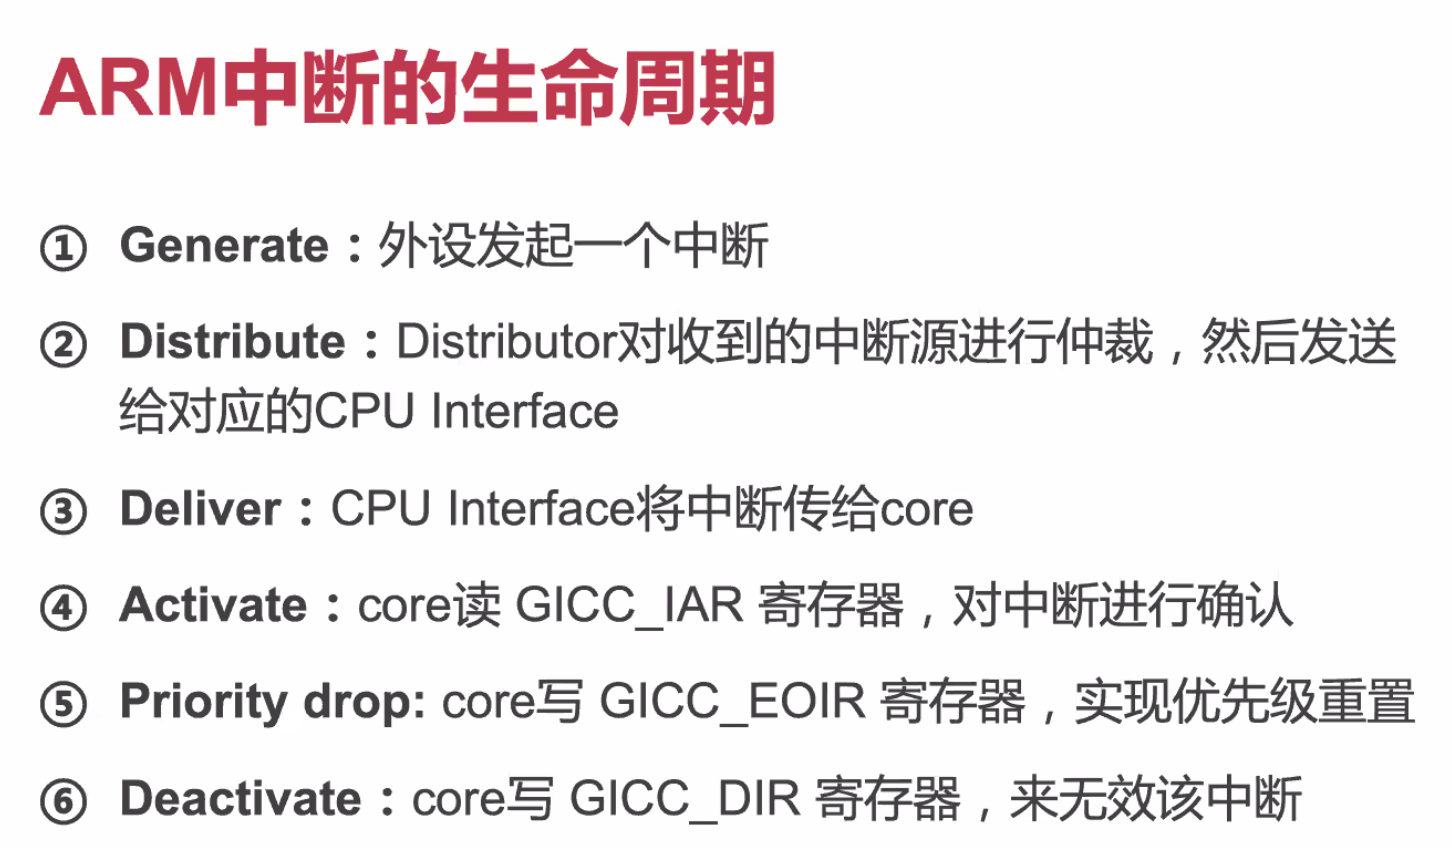 ARM中断的生命周期
① Generate：外设发起一个中断
② Distribute：Distributor对收到的中断源进行仲裁，然后发送
给对应的CPU Interface
③ Deliver：CPU Interface将中断传给core
④ Activate：core读 GICC_IAR 寄存器，对中断进行确认
⑤ Priority drop: core写 GICC_EOIR 寄存器，实现优先级重置
⑥ Deactivate：core写 GICC_DIR 寄存器，来无效该中断